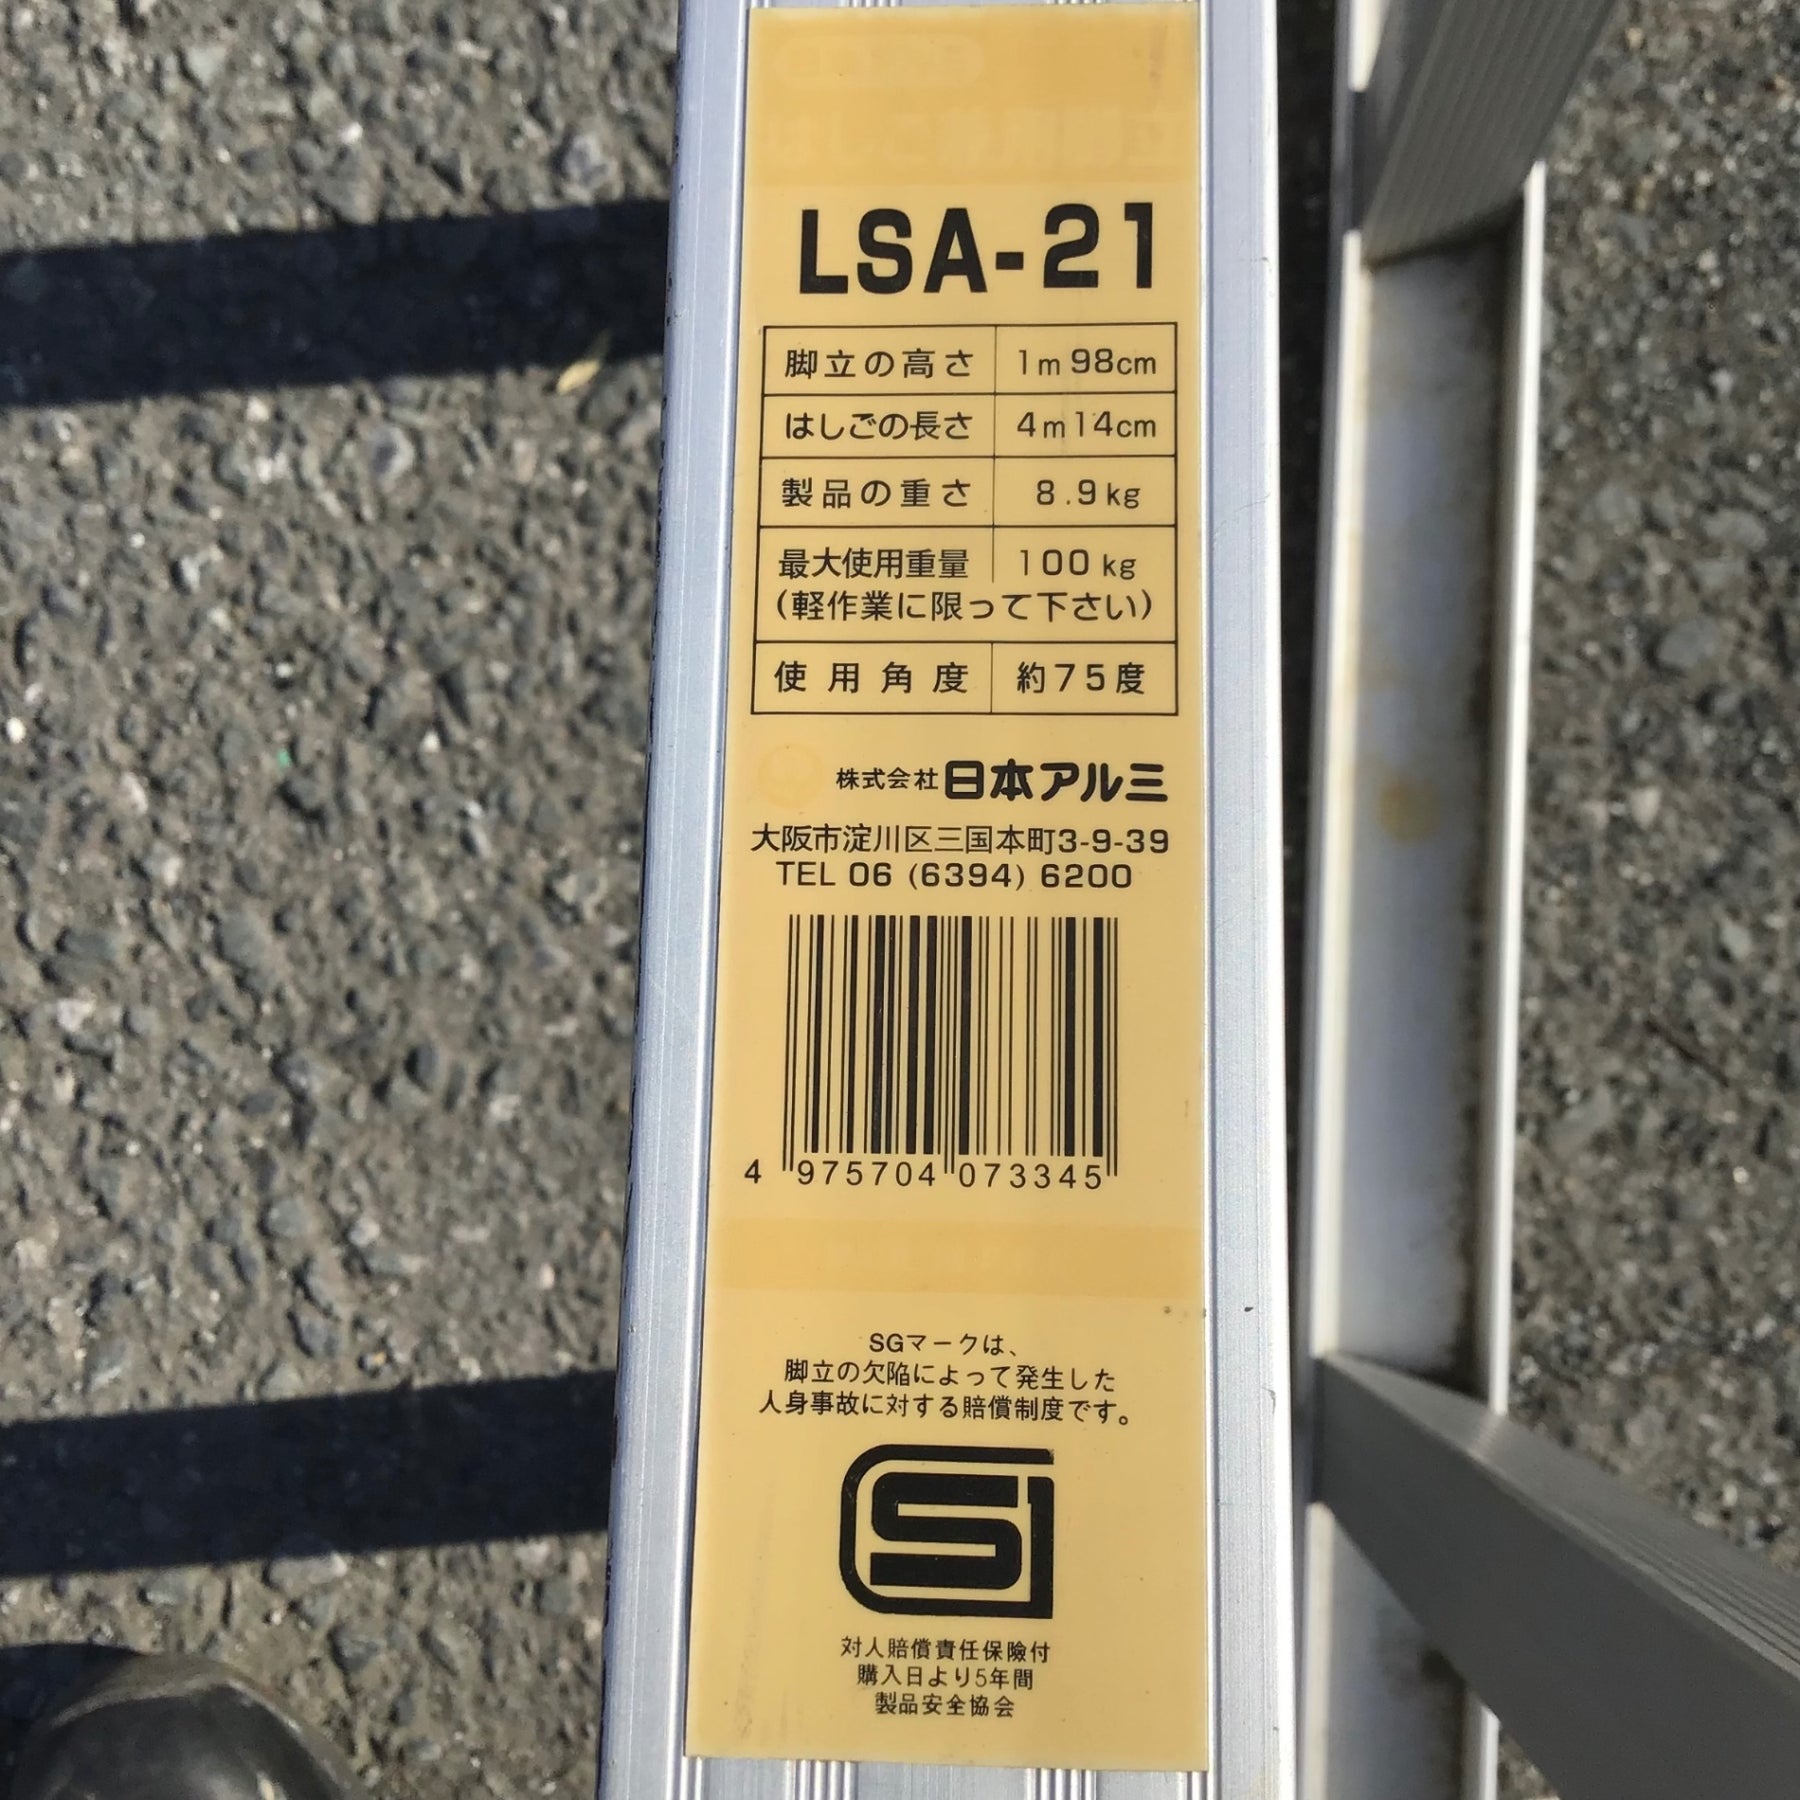 LSA-21
脚立の高さ 1m98cm
はしごの長さ 4m14cm
製品の重さ 8.9kg
最大使用重量 100kg
(軽作業に限って下さい)
使用角度 約75度
株式会社日本アルミ
大阪市淀川区三国本町3-9-39
TEL 06 (6394) 6200
4 975704 073345
SGマークは、
脚立の欠陥によって発生した
人身事故に対する賠償制度です。
対人賠償責任保険付
購入日より5年間
製品安全協会